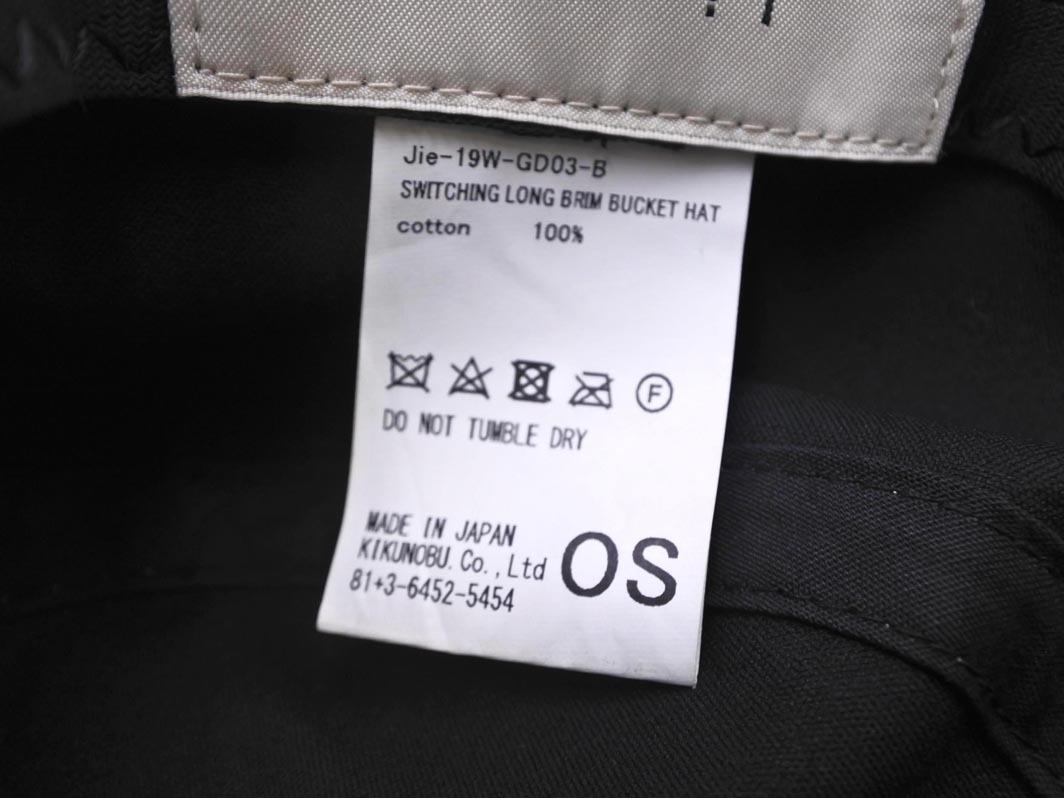 Jie-19W-GD03-B
SWITCHING LONG BRIM BUCKET HAT
cotton 100%
F
DO NOT TUMBLE DRY
MADE IN JAPAN
KIKUNOBU.Co.,Ltd
81+3-6452-5454
OS